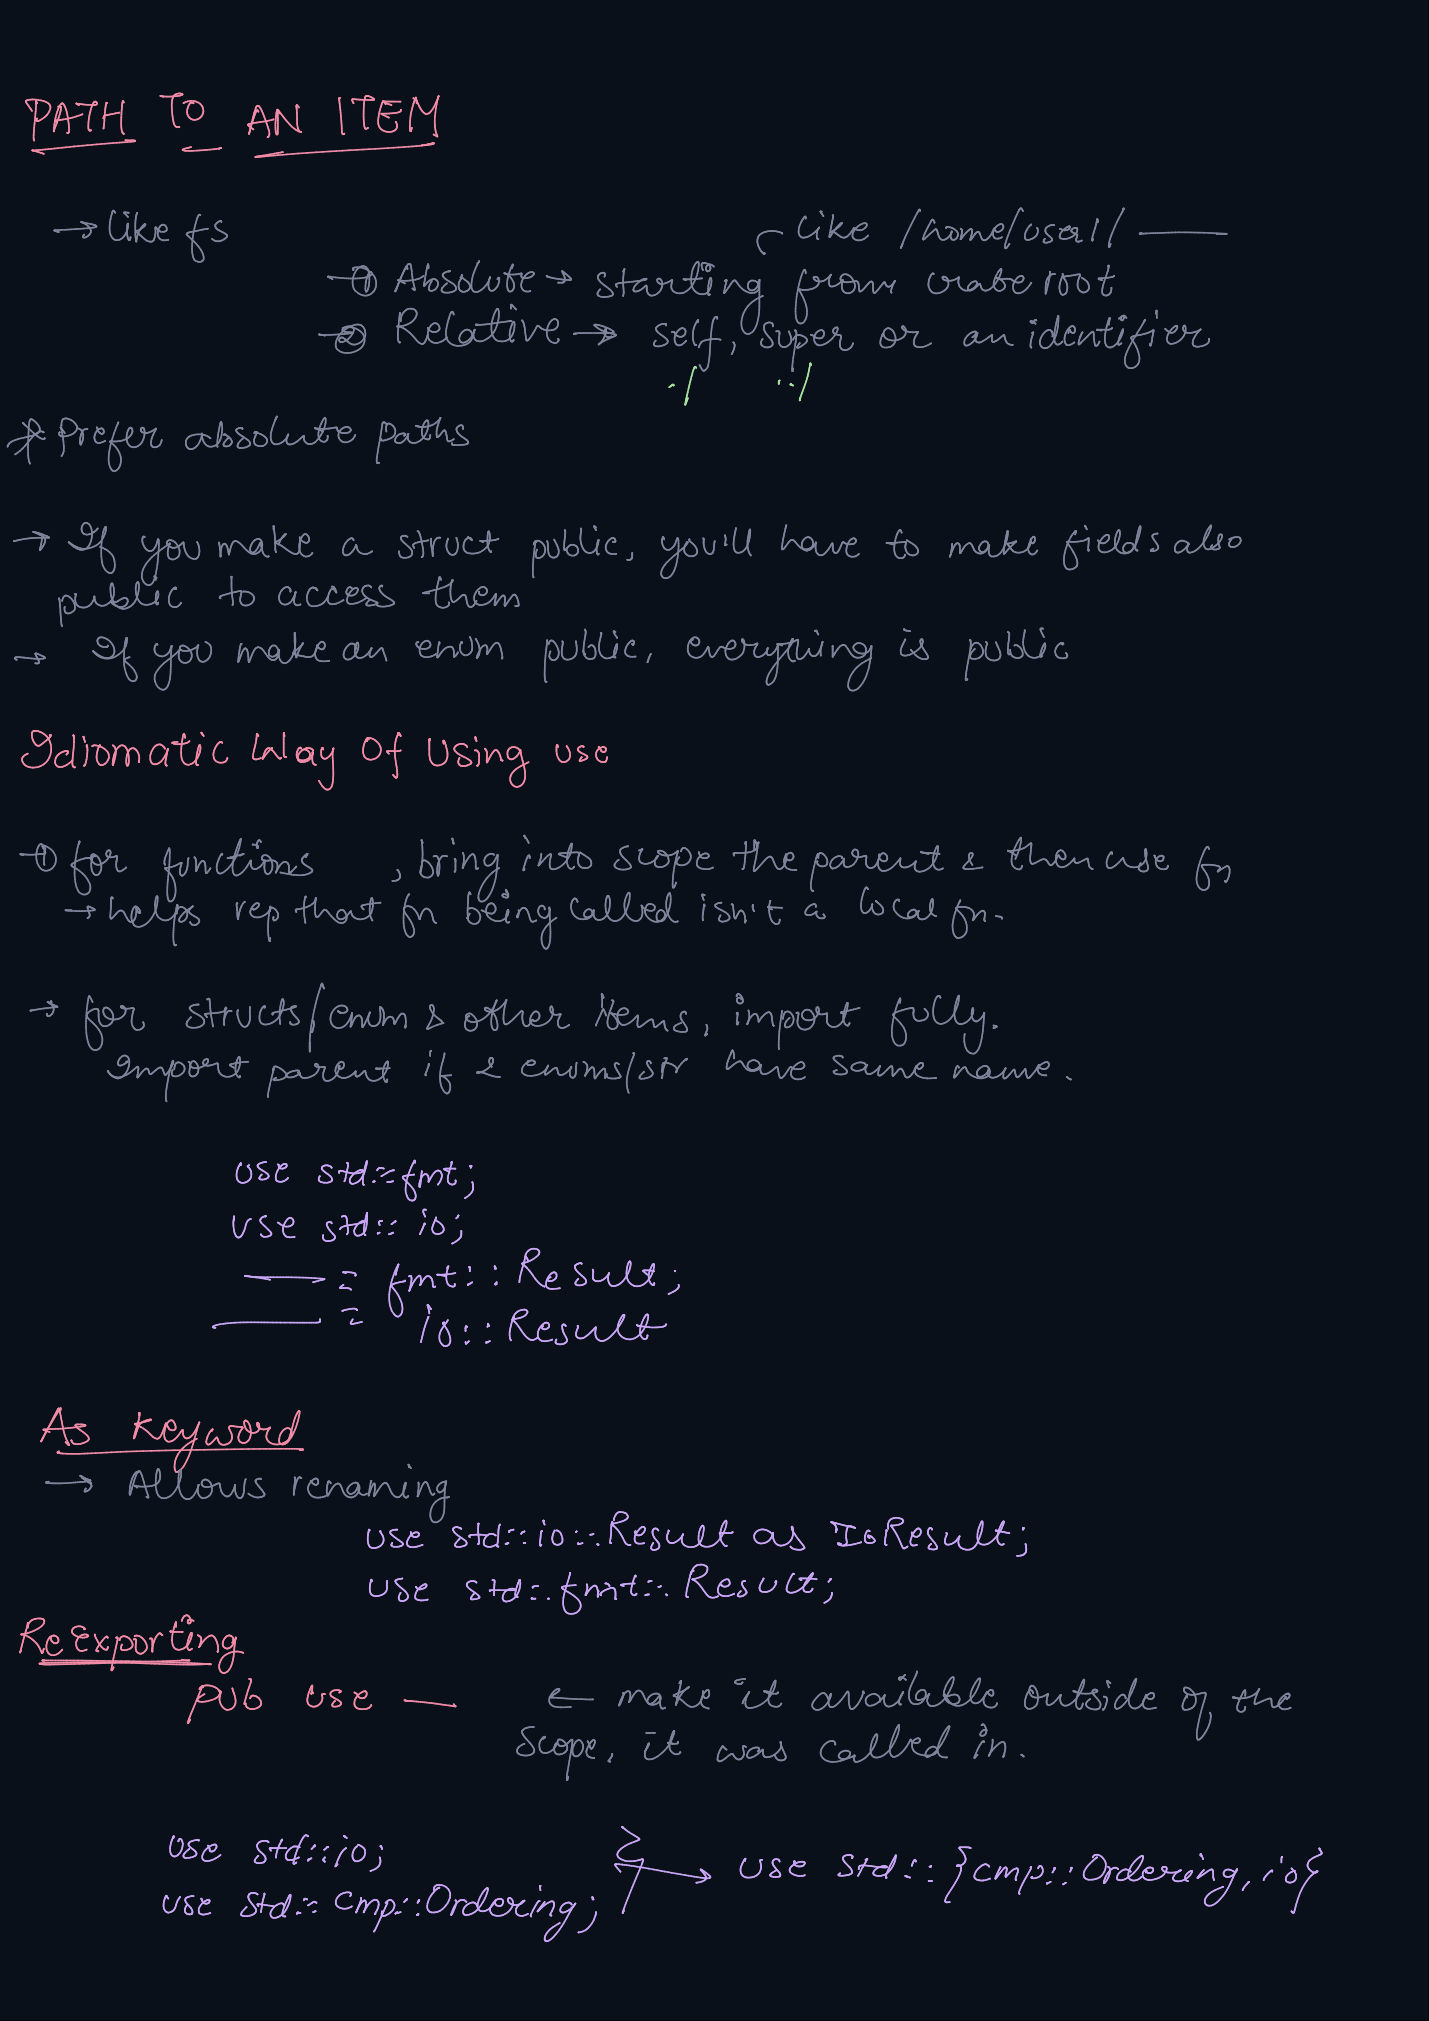 PATH TO AN ITEM
→ like fs
like /home/user1/ ——
① Absolute → starting from crate root
② Relative → self, super or an identifier
./ ../
* Prefer absolute paths
→ If you make a struct public, you'll have to make fields also
public to access them
→ If you make an enum public, everything is public
Idiomatic Way Of Using use
① for functions , bring into scope the parent & then use fn
→ helps rep that fn being called isn't a local fn.
→ for structs/enum & other items, import fully.
Import parent if 2 enums/str have same name.
use std::fmt;
use std::io;
—— = fmt::Result;
—— = io::Result
As Keyword
→ Allows renaming
use std::io::Result as IoResult;
use std::fmt::Result;
ReExporting
pub use — ← make it available outside of the
scope, it was called in.
use std::io;
use std::cmp::Ordering;
→ use std::{cmp::Ordering, io}